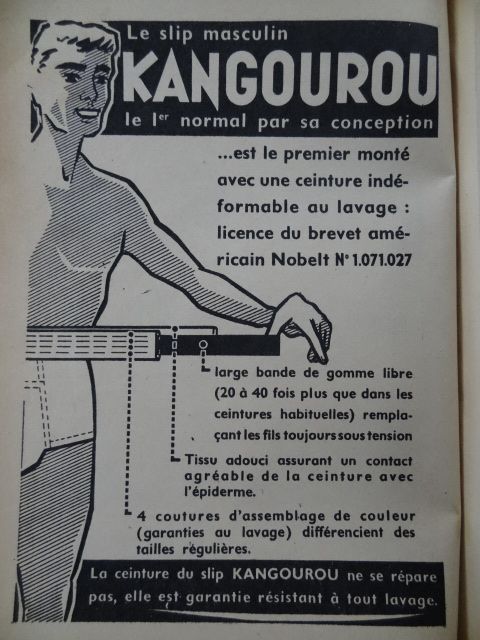 Le slip masculin
KANGOUROU
le 1er normal par sa conception
...est le premier monté
avec une ceinture indé-
formable au lavage :
licence du brevet amé-
ricain Nobelt N° 1.071.027
large bande de gomme libre
(20 à 40 fois plus que dans les
ceintures habituelles) rempla-
çant les fils toujours sous tension
Tissu adouci assurant un contact
agréable de la ceinture avec
l'épiderme.
4 coutures d'assemblage de couleur
(garanties au lavage) différencient des
tailles régulières.
La ceinture du slip KANGOUROU ne se répare
pas, elle est garantie résistant à tout lavage.